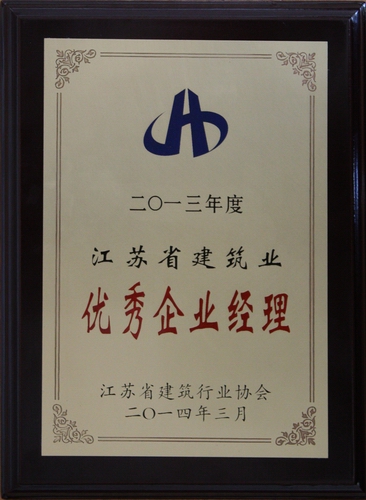 二〇一三年度
江苏省建筑业
优秀企业经理
江苏省建筑行业协会
二〇一四年三月